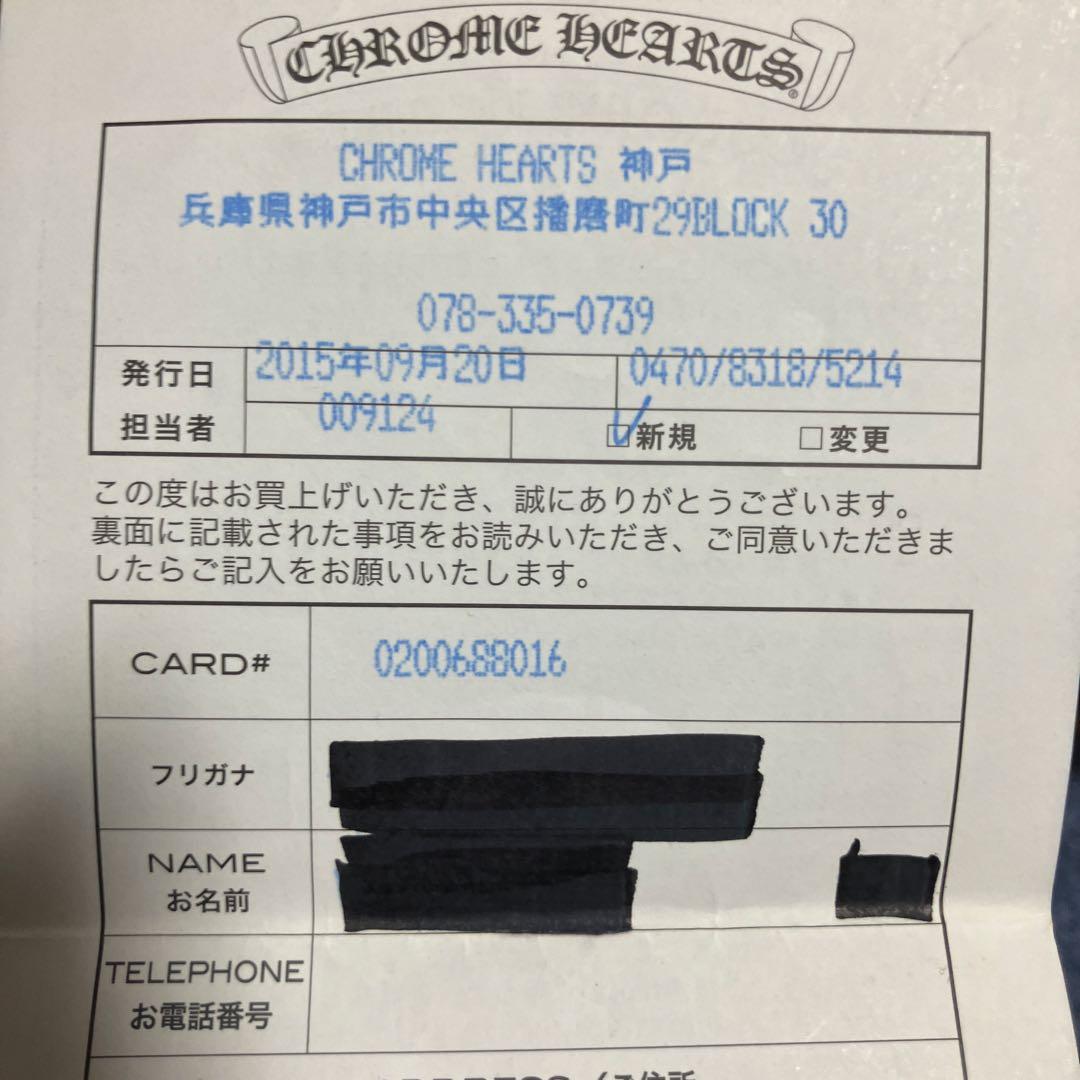 CHROME HEARTS®
CHROME HEARTS 神戸
兵庫県神戸市中央区播磨町29BLOCK 30
078-335-0739
発行日 2015年09月20日 0470/8318/5214
担当者 009124 ☑新規 □変更
この度はお買上げいただき、誠にありがとうございます。
裏面に記載された事項をお読みいただき、ご同意いただきま
したらご記入をお願いいたします。
CARD# 0200688016
フリガナ
NAME
お名前
TELEPHONE
お電話番号
ADDRESS (ご住所